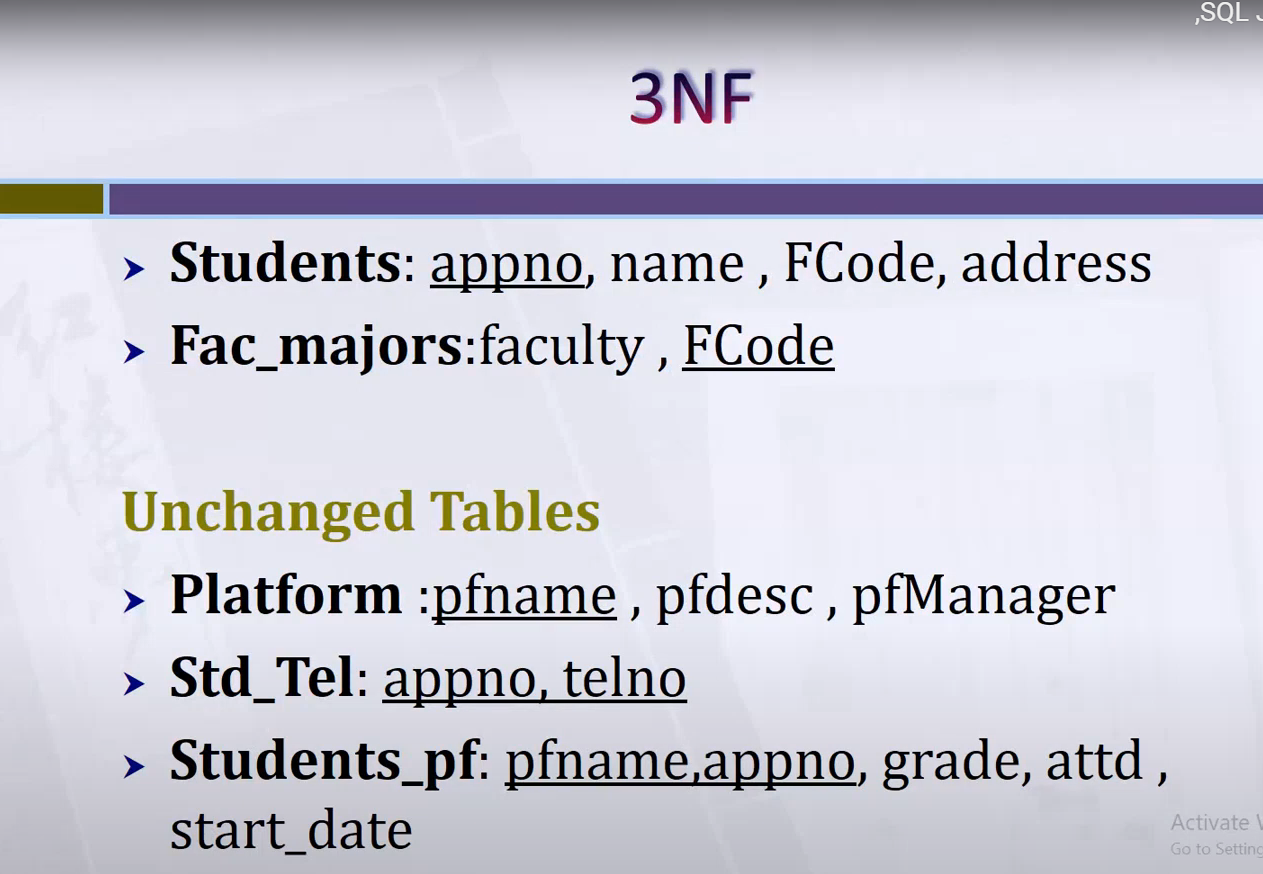 ,SQL
3NF
Students: appno, name , FCode, address
Fac_majors:faculty , FCode
Unchanged Tables
Platform :pfname , pfdesc , pfManager
Std_Tel: appno, telno
Students_pf: pfname,appno, grade, attd ,
start_date
Activate
Go to Setting